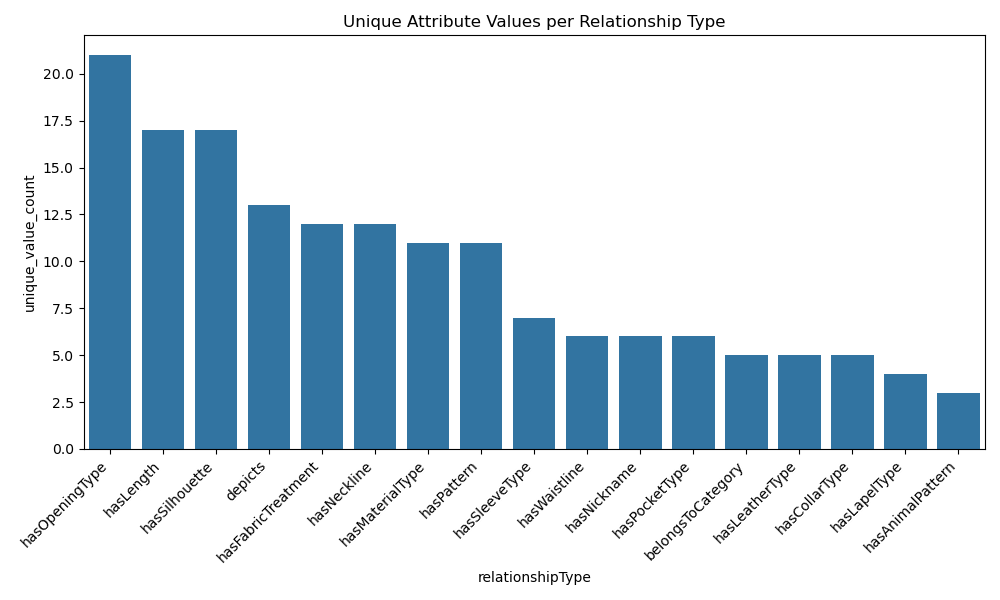 Unique Attribute Values per Relationship Type
unique_value_count
20.0
17.5
15.0
12.5
10.0
7.5
5.0
2.5
0.0
hasOpeningType
hasLength
hasSilhouette
depicts
hasFabricTreatment
hasNeckline
hasMaterialType
hasPattern
hasSleeveType
hasWaistline
hasNickname
hasPocketType
belongsToCategory
hasLeatherType
hasCollarType
hasLapelType
hasAnimalPattern
relationshipType